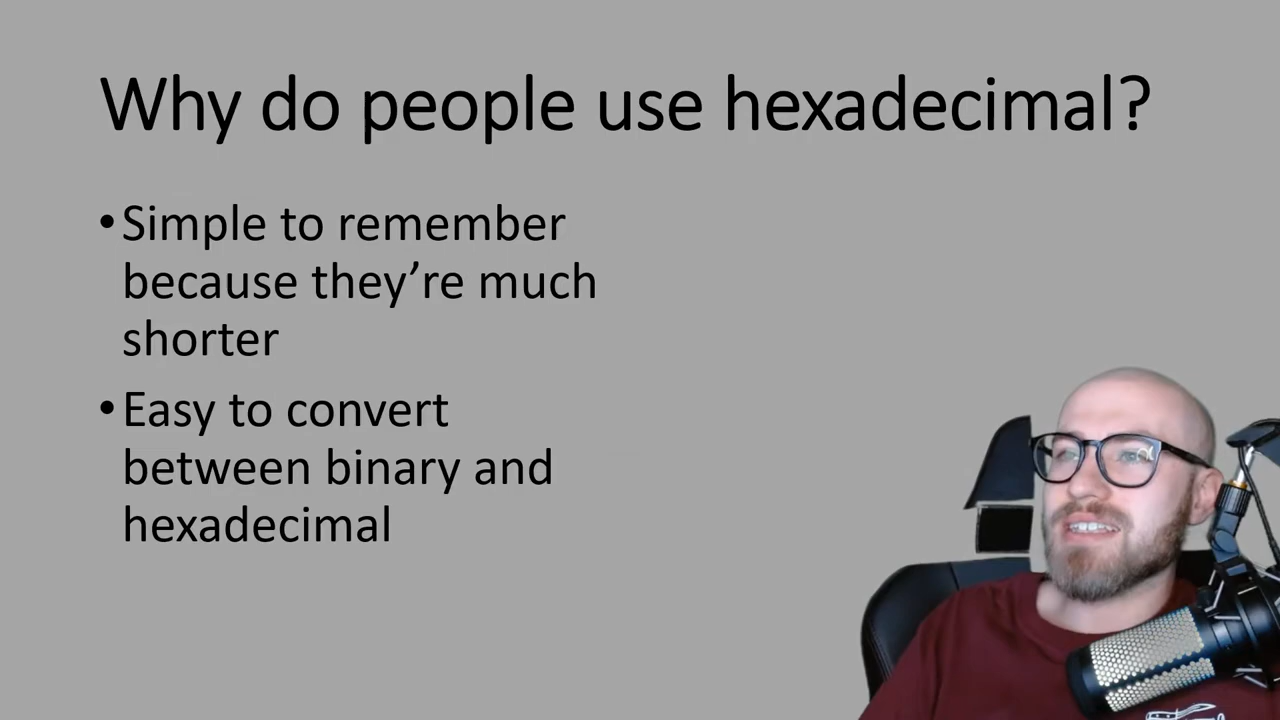 Why do people use hexadecimal?
•Simple to remember
because they’re much
shorter
•Easy to convert
between binary and
hexadecimal